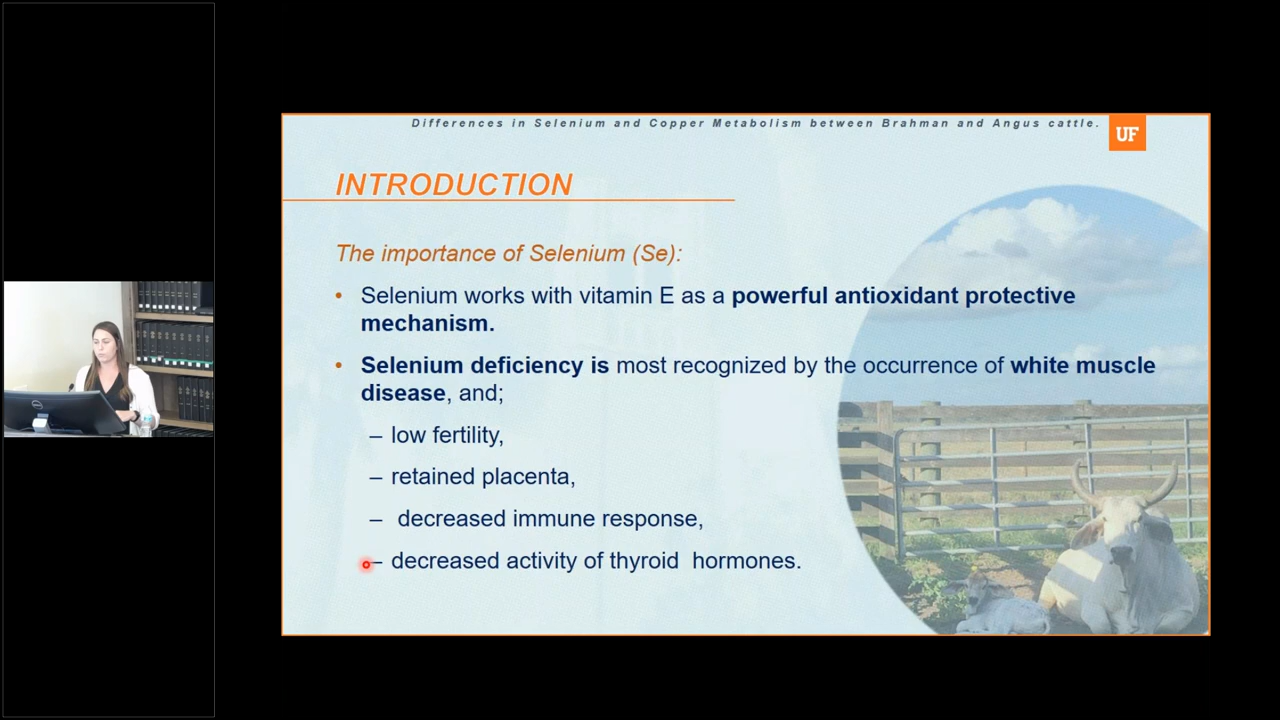 Differences in Selenium and Copper Metabolism between Brahman and Angus cattle.
UF
INTRODUCTION
The importance of Selenium (Se):
• Selenium works with vitamin E as a powerful antioxidant protective
mechanism.
• Selenium deficiency is most recognized by the occurrence of white muscle
disease, and;
– low fertility,
– retained placenta,
– decreased immune response,
– decreased activity of thyroid hormones.